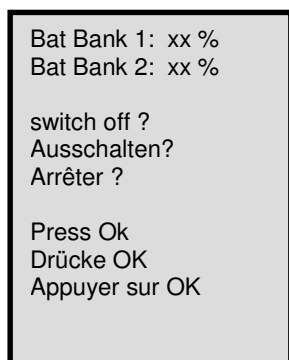 Bat Bank 1: xx %
Bat Bank 2: xx %
switch off ?
Ausschalten?
Arrêter ?
Press Ok
Drücke OK
Appuyer sur OK